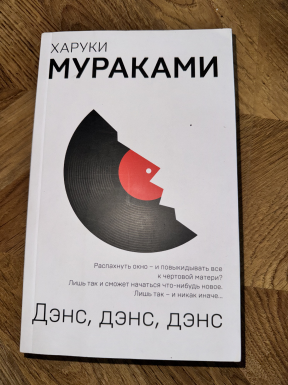 ХАРУКИ
МУРАКАМИ
Распахнуть окно – и повыкидывать все
к чертовой матери?
Лишь так и сможет начаться что-нибудь новое.
Лишь так – и никак иначе...
Дэнс, дэнс, дэнс